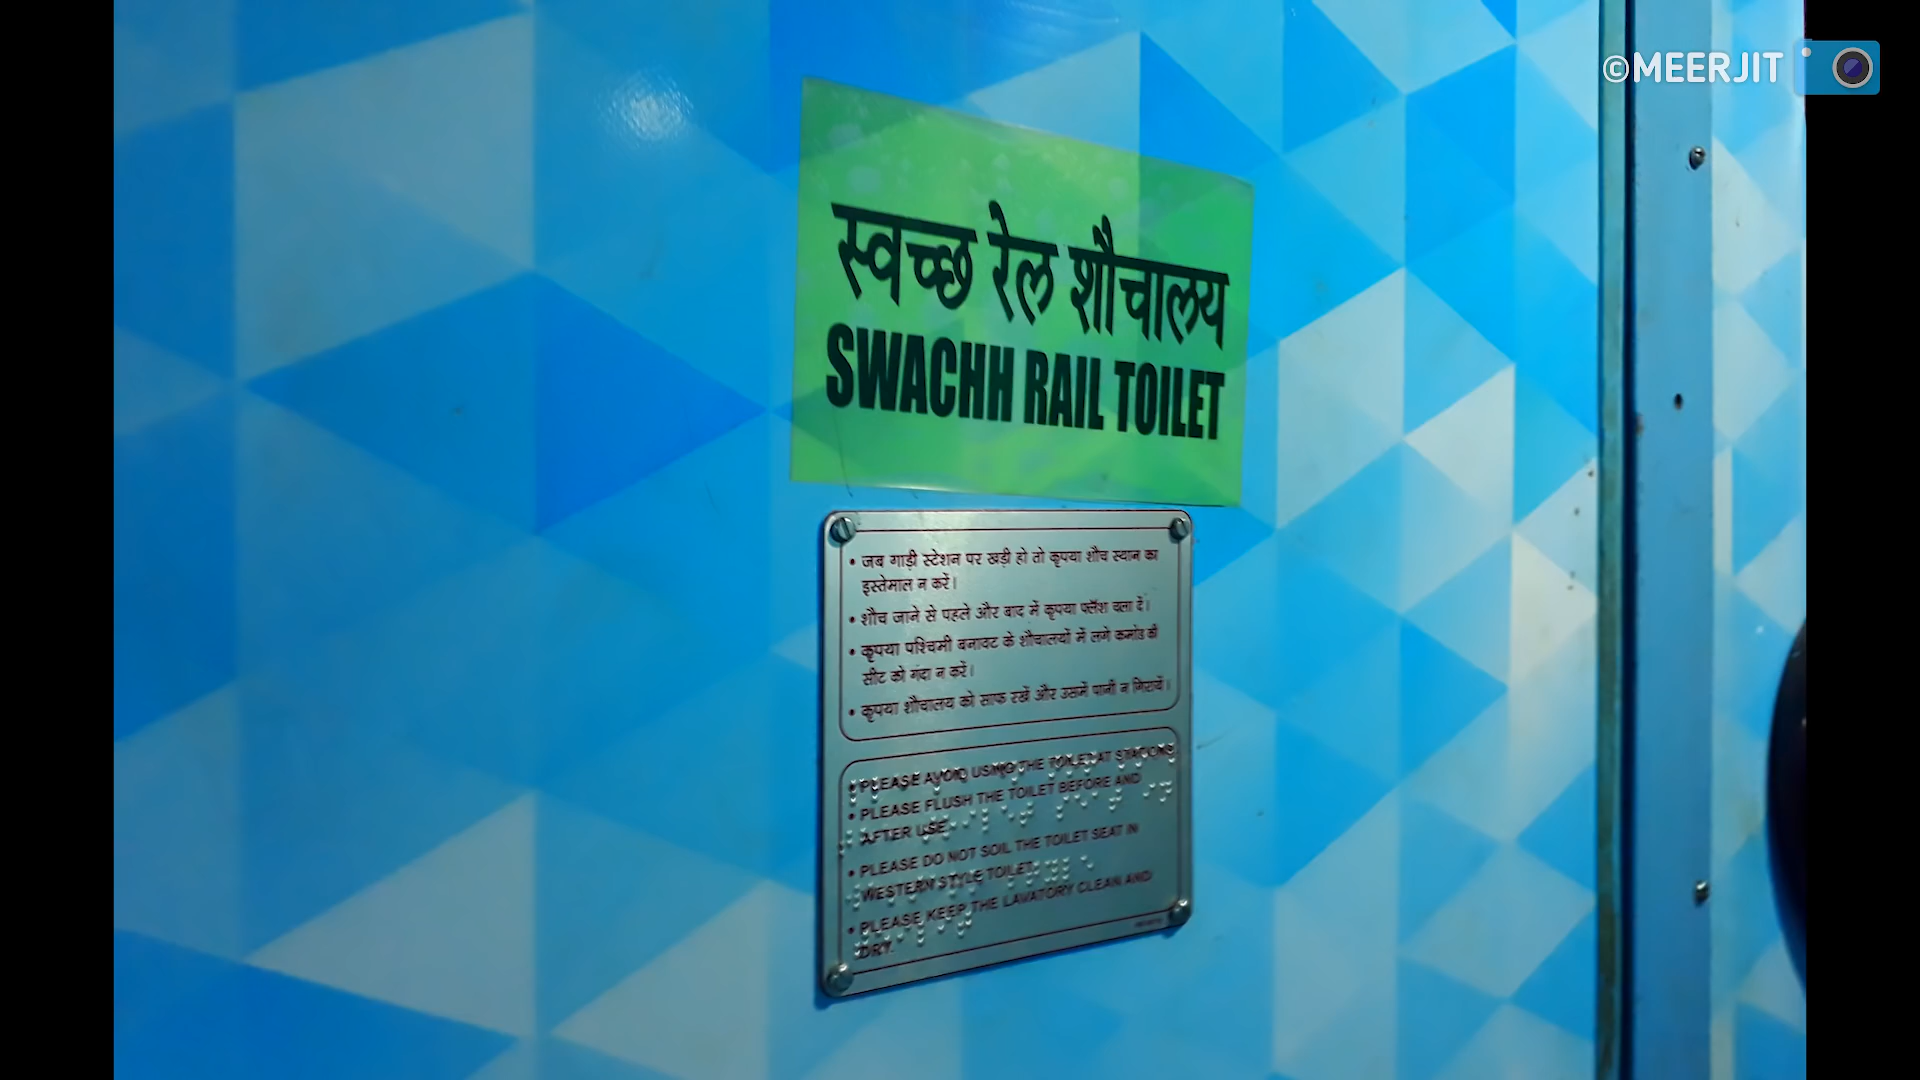 ©MEERJIT
स्वच्छ रेल शौचालय
SWACHH RAIL TOILET
• जब गाड़ी स्टेशन पर खड़ी हो तो कृपया शौच स्थान का
इस्तेमाल न करें।
• शौच जाने से पहले और बाद में कृपया फ्लैश चला दें।
• कृपया पश्चिमी बनावट के शौचालयों में लगे कमोड की
सीट को गंदा न करें।
• कृपया शौचालय को साफ रखें और उसमें पानी न गिरायें।
• PLEASE AVOID USING THE TOILET AT STATIONS
• PLEASE FLUSH THE TOILET BEFORE AND
AFTER USE
• PLEASE DO NOT SOIL THE TOILET SEAT IN
WESTERN STYLE TOILET
• PLEASE KEEP THE LAVATORY CLEAN AND
DRY.